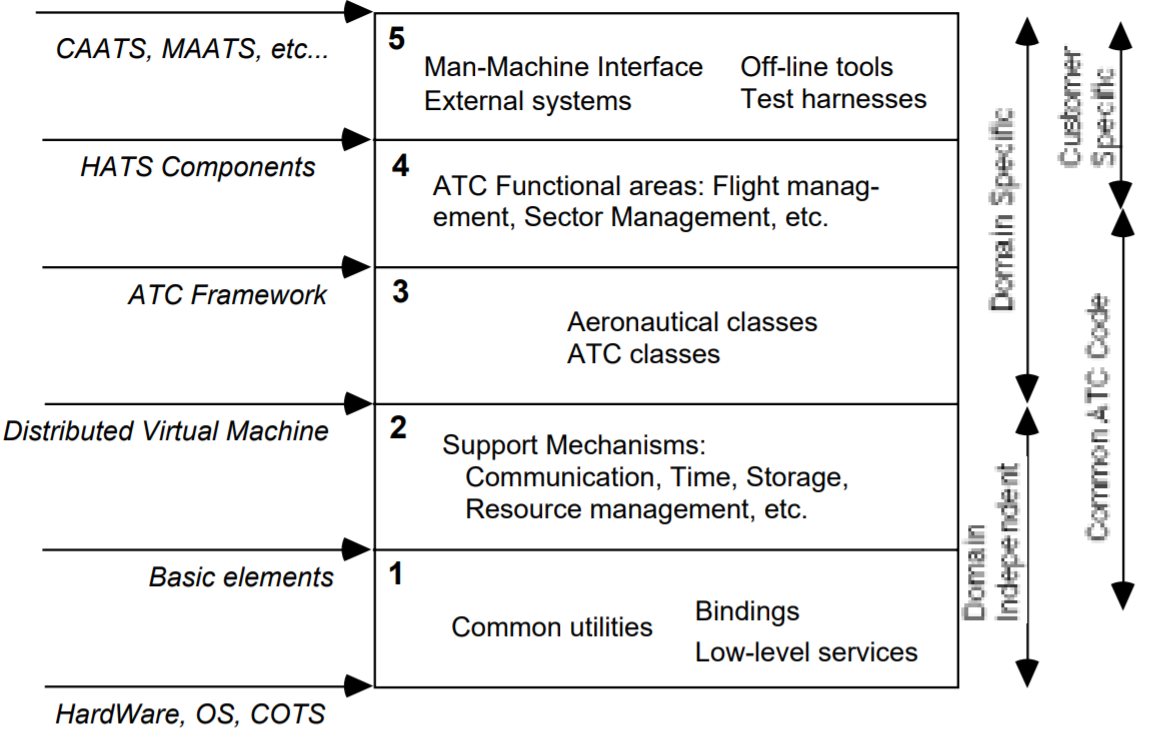 CAATS, MAATS, etc...
5
Man-Machine Interface
External systems
Off-line tools
Test harnesses
HATS Components
4
ATC Functional areas: Flight manag-
ement, Sector Management, etc.
ATC Framework
3
Aeronautical classes
ATC classes
Distributed Virtual Machine
2
Support Mechanisms:
Communication, Time, Storage,
Resource management, etc.
Basic elements
1
Common utilities
Bindings
Low-level services
HardWare, OS, COTS
Domain Specific
Domain
Independent
Customer
Specific
Common ATC Code